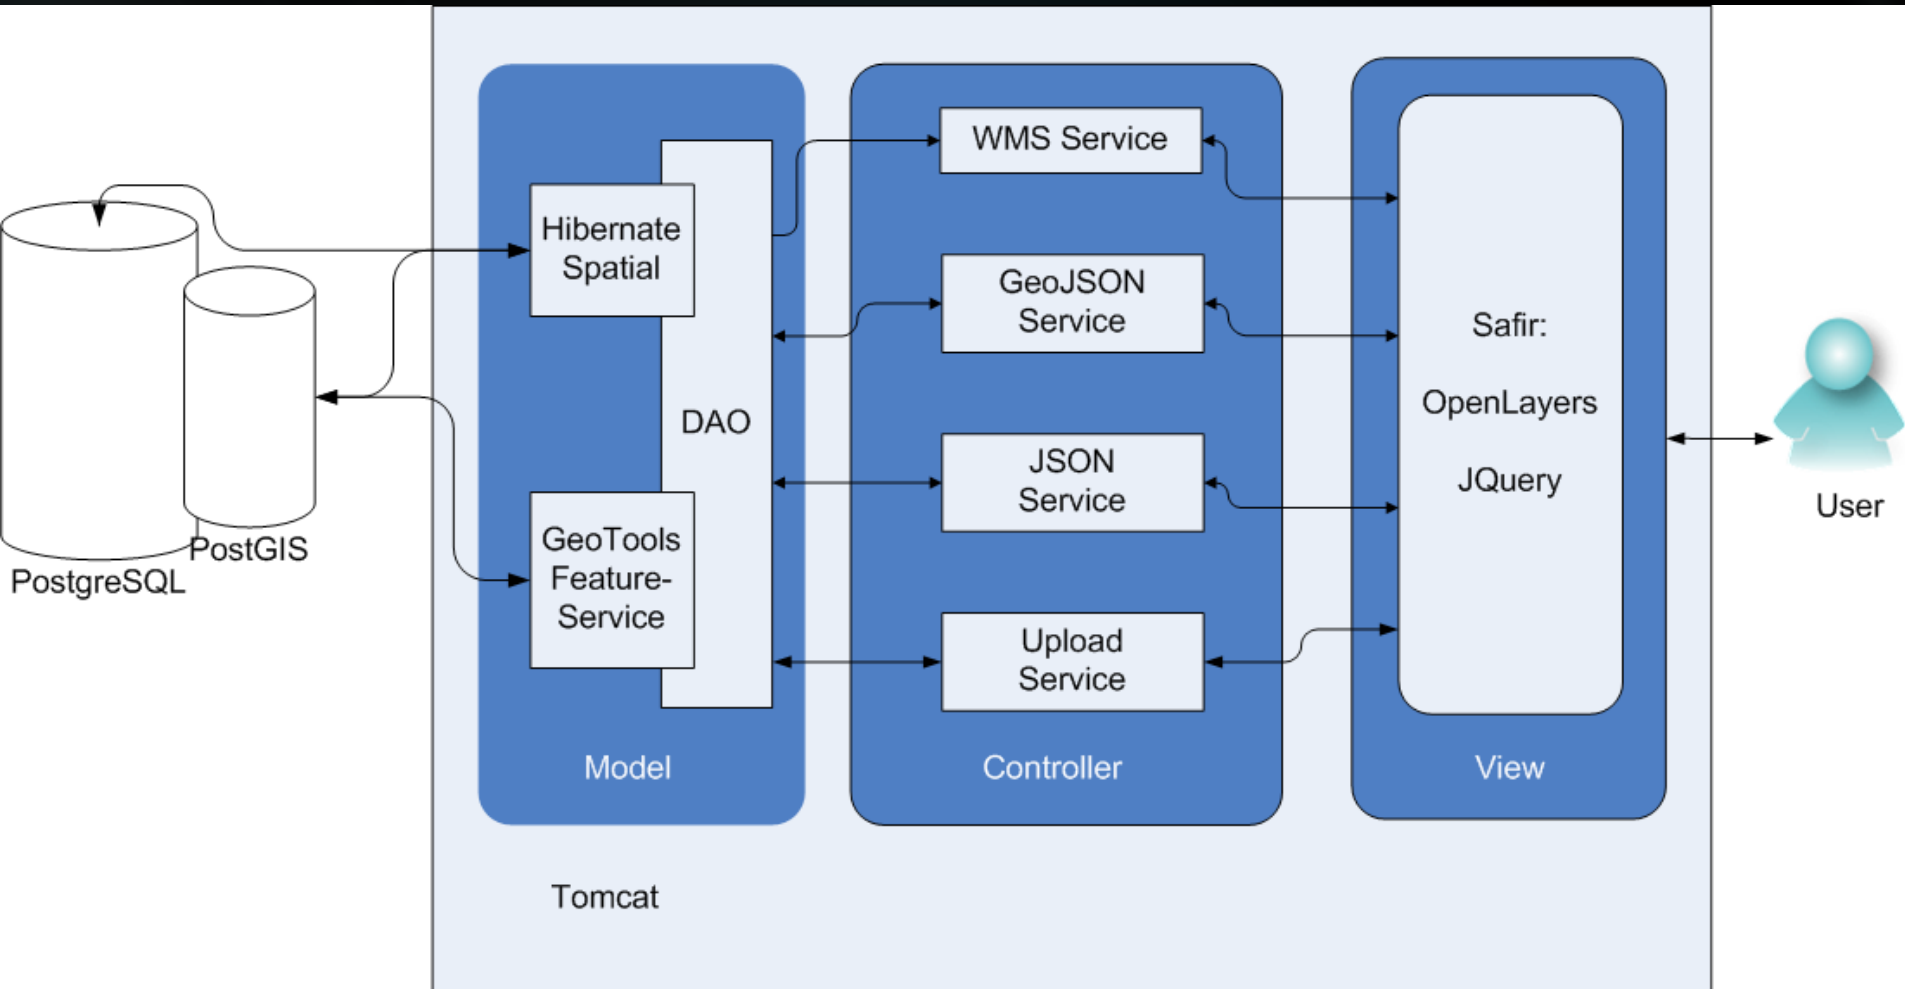 PostgreSQL
PostGIS
Hibernate
Spatial
DAO
GeoTools
Feature-
Service
Model
WMS Service
GeoJSON
Service
JSON
Service
Upload
Service
Controller
Safir:
OpenLayers
JQuery
View
User
Tomcat